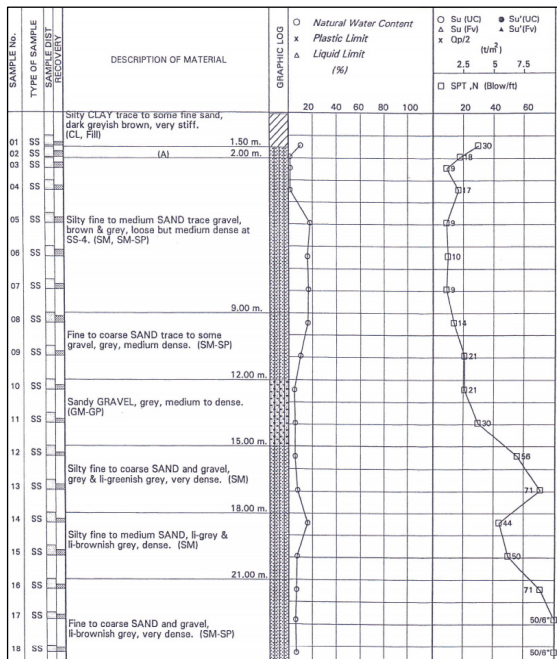 SAMPLE No.
TYPE OF SAMPLE
SAMPLE DIST
RECOVERY
DESCRIPTION OF MATERIAL
GRAPHIC LOG
○ Natural Water Content
x Plastic Limit
△ Liquid Limit
(%)
20 40 60 80 100
○ Su (UC) ● Su'(UC)
△ Su (Fv) ▲ Su'(Fv)
x Qp/2
(t/m²)
2.5 5 7.5
□ SPT ,N (Blow/ft)
20 40 60
Silty CLAY trace to some fine sand,
dark greyish brown, very stiff.
(CL, Fill)
01 SS 1.50 m. 30
02 SS (A) 2.00 m. 18
03 SS 9
04 SS 17
Silty fine to medium SAND trace gravel,
05 SS brown & grey, loose but medium dense at 9
SS-4. (SM, SM-SP)
06 SS 10
07 SS 9
9.00 m.
08 SS 14
Fine to coarse SAND trace to some
gravel, grey, medium dense. (SM-SP)
09 SS 21
12.00 m.
10 SS 21
Sandy GRAVEL, grey, medium to dense.
(GM-GP)
11 SS 30
15.00 m.
12 SS 56
Silty fine to coarse SAND and gravel,
grey & li-greenish grey, very dense. (SM)
13 SS 71
18.00 m.
14 SS 44
Silty fine to medium SAND, li-grey &
li-brownish grey, dense. (SM)
15 SS 50
21.00 m.
16 SS 71
17 SS 50/6"
Fine to coarse SAND and gravel,
li-brownish grey, very dense. (SM-SP)
18 SS 50/6"